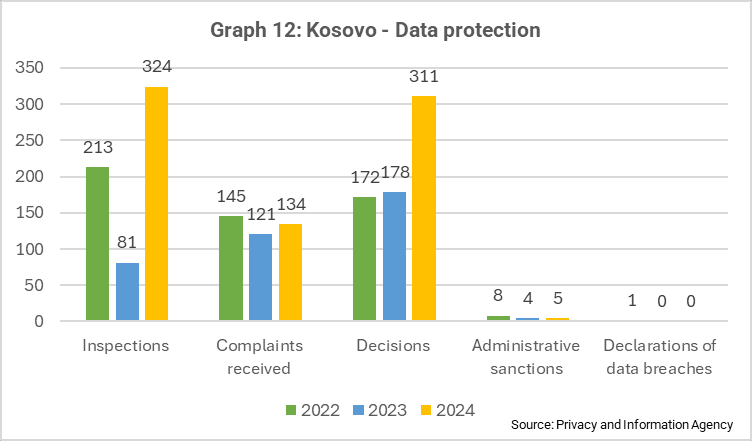 Graph 12: Kosovo - Data protection
350
300
250
200
150
100
50
0
213
81
324
145
121
134
172
178
311
8
4
5
1
0
0
Inspections
Complaints
received
Decisions
Administrative
sanctions
Declarations of
data breaches
2022 2023 2024
Source: Privacy and Information Agency